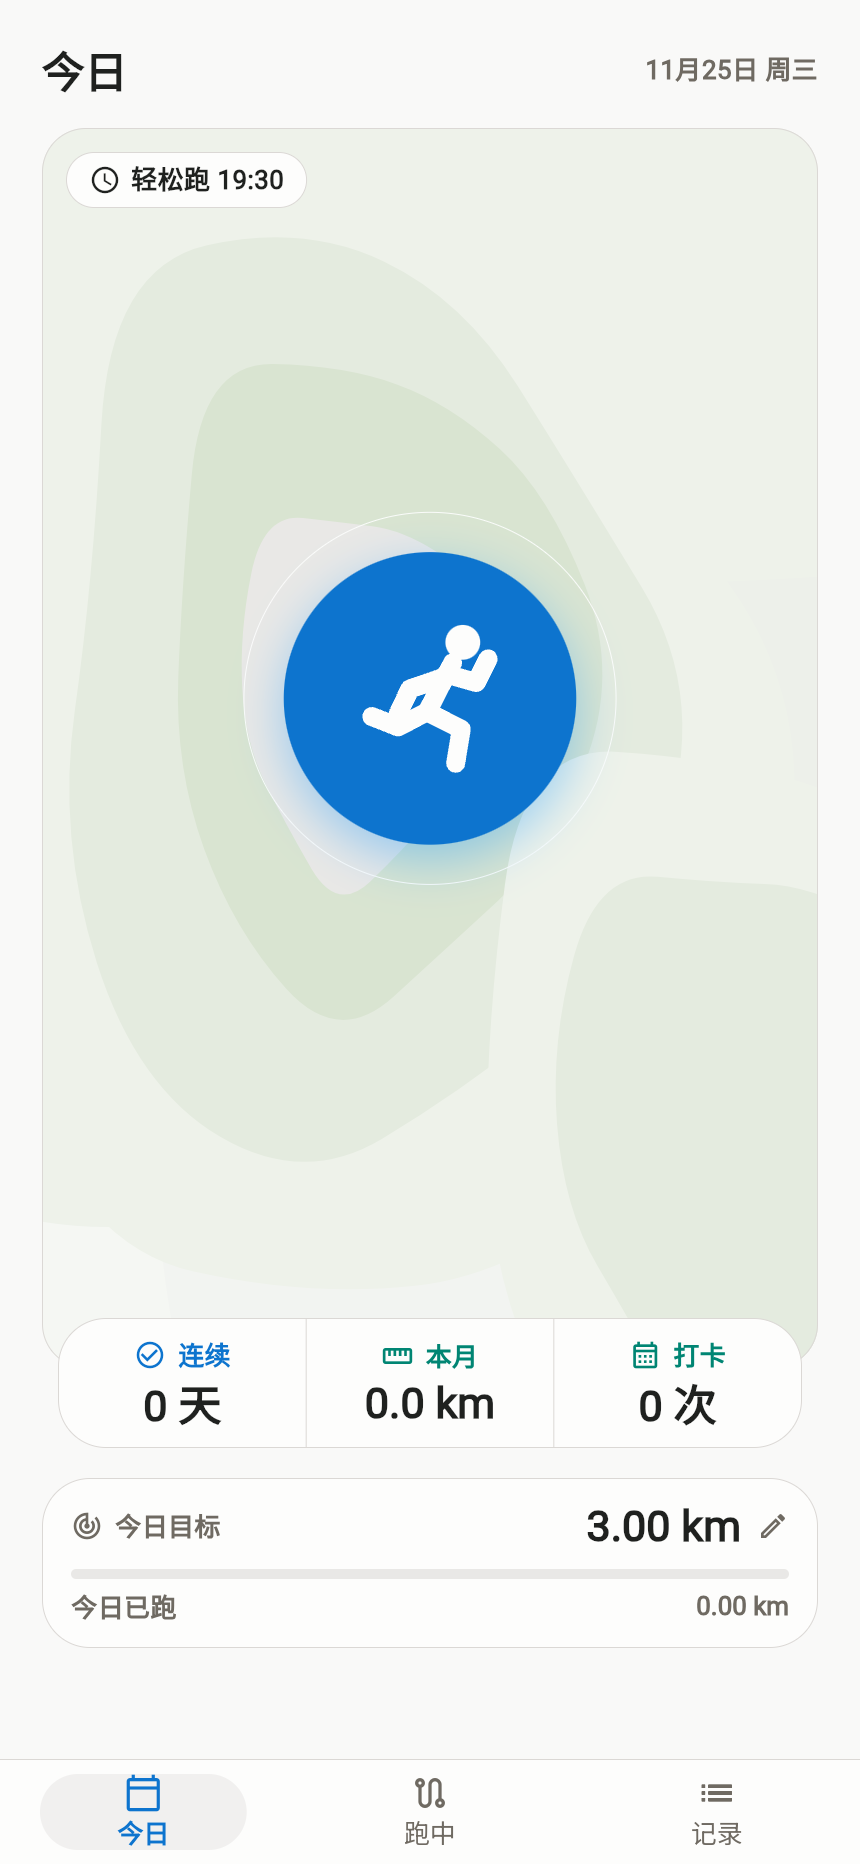 今日
11月25日 周三
轻松跑 19:30
连续
0 天
本月
0.0 km
打卡
0 次
今日目标
3.00 km
今日已跑
0.00 km
今日
跑中
记录